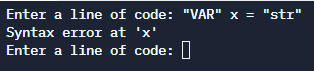 Enter a line of code: "VAR" x = "str"
Syntax error at 'x'
Enter a line of code: